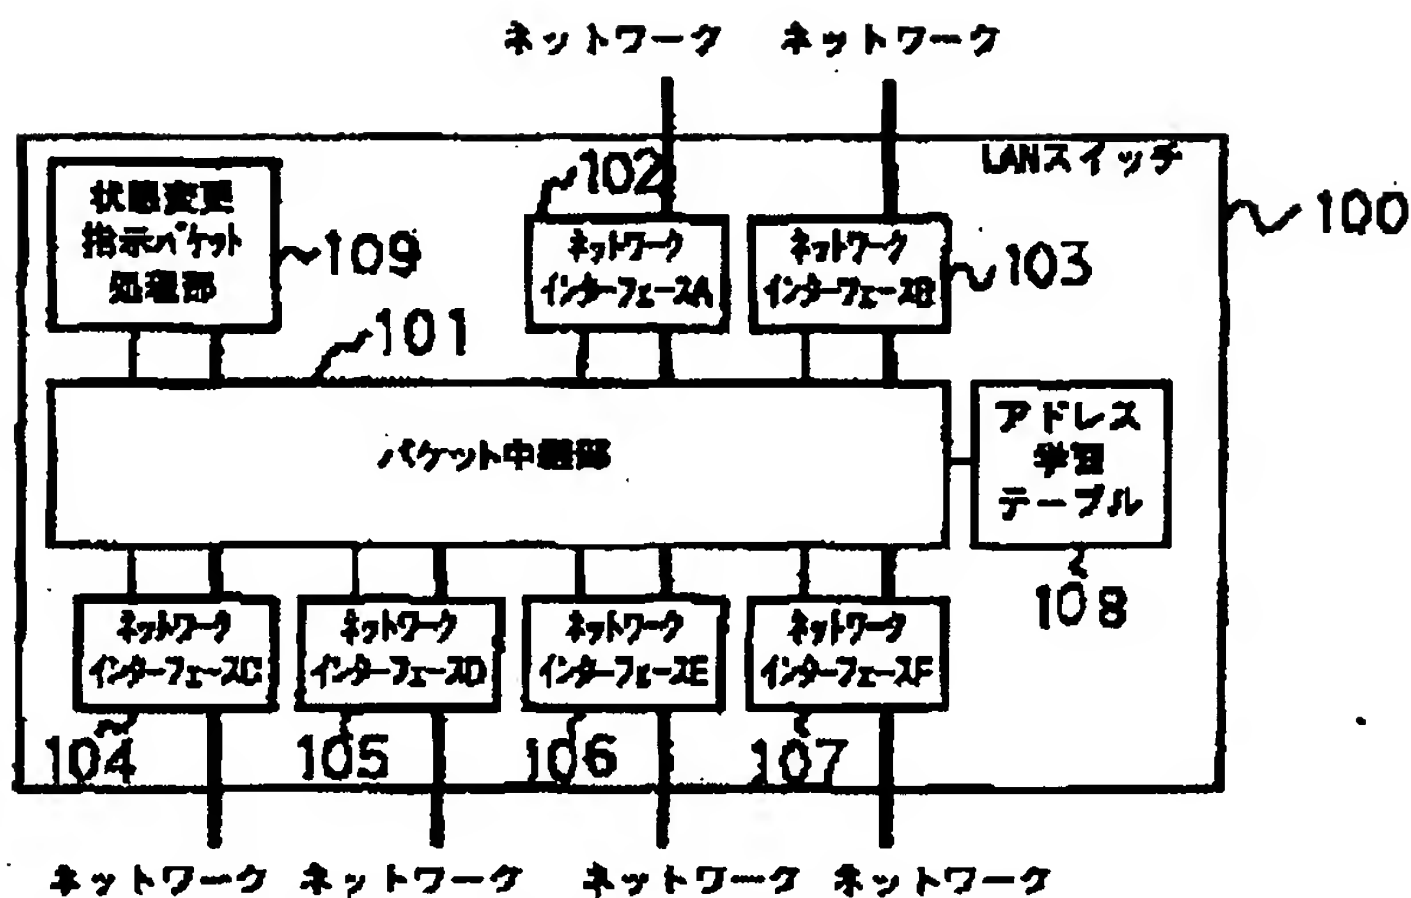 ネットワーク ネットワーク
LANスイッチ
100
状態変更
指示パケット
処理部
109
102
ネットワーク
インターフェースA
ネットワーク
インターフェースB
103
101
パケット中継部
アドレス
学習
テーブル
108
ネットワーク
インターフェースC
ネットワーク
インターフェースD
ネットワーク
インターフェースE
ネットワーク
インターフェースF
104
105
106
107
ネットワーク ネットワーク ネットワーク ネットワーク